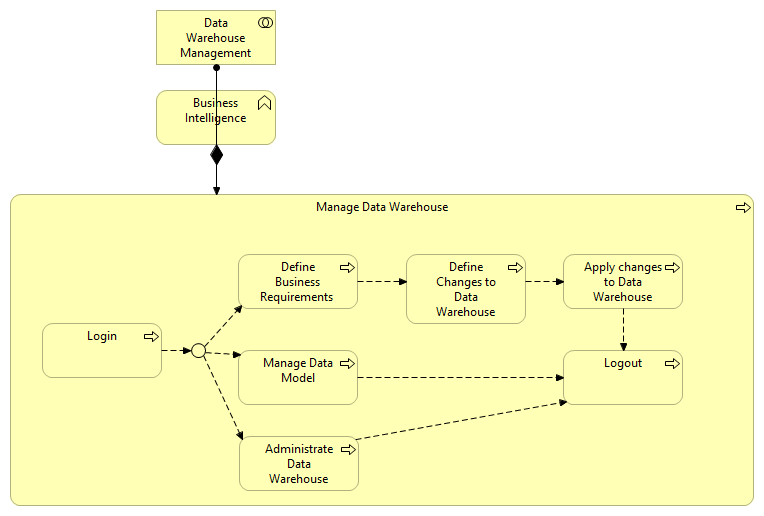 Data
Warehouse
Management
Business
Intelligence
Manage Data Warehouse
Define
Business
Requirements
Define
Changes to
Data
Warehouse
Apply changes
to Data
Warehouse
Login
Manage Data
Model
Logout
Administrate
Data
Warehouse